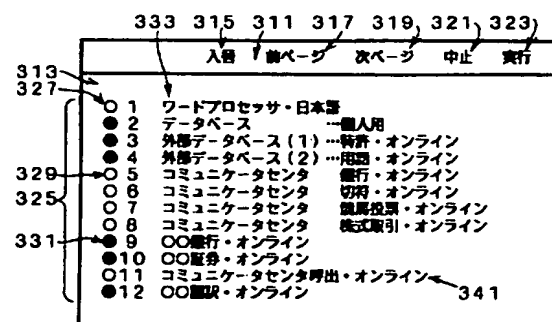 333 315 311 317 319 321 323
入替 前ページ 次ページ 中止 実行
313
327
○ 1 ワードプロセッサ・日本語
● 2 データベース …個人用
● 3 外部データベース(1)…特許・オンライン
● 4 外部データベース(2)…用語・オンライン
329 ○ 5 コミュニケータセンタ 銀行・オンライン
325 ○ 6 コミュニケータセンタ 切符・オンライン
○ 7 コミュニケータセンタ 競馬投票・オンライン
○ 8 コミュニケータセンタ 株式取引・オンライン
331 ● 9 ○○銀行・オンライン
●10 ○○証券・オンライン
○11 コミュニケータセンタ呼出・オンライン
●12 ○○翻訳・オンライン 341